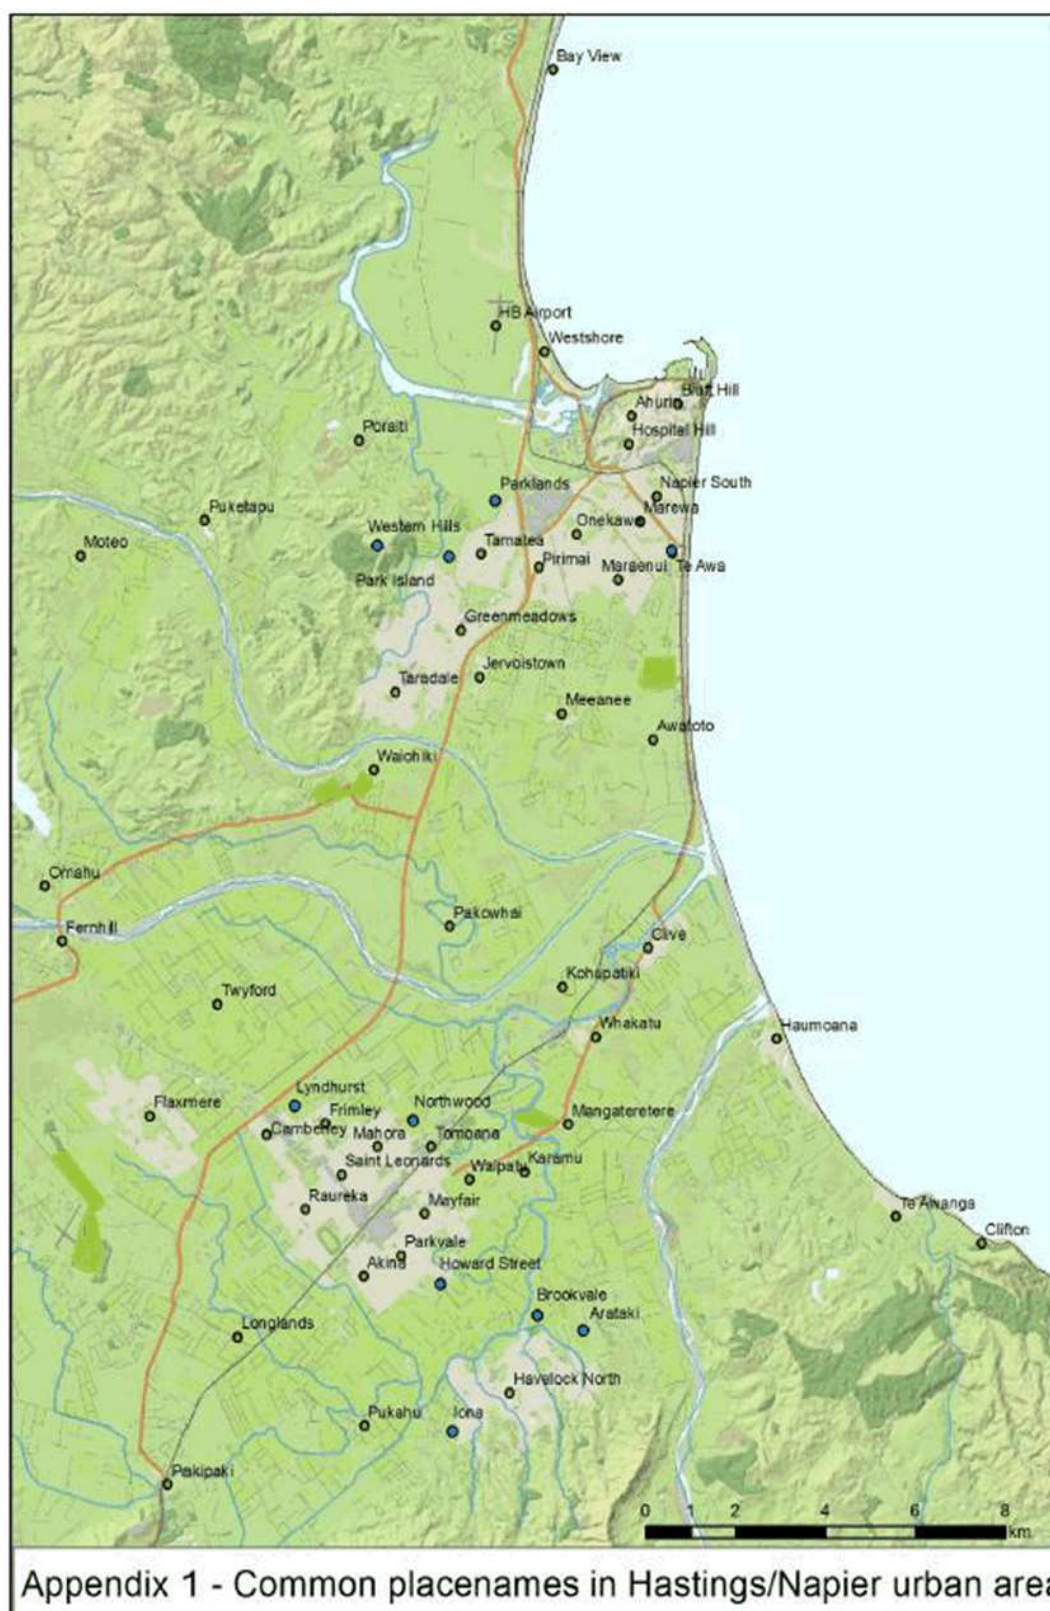 Bay View
HB Airport
Westshore
Bluff Hill
Ahuriri
Hospital Hill
Poraiti
Parklands
Napier South
Puketapu
Marewa
Onekawa
Western Hills
Moteo
Tamatea
Pirimai
Maraenui
Te Awa
Park Island
Greenmeadows
Jervoistown
Taradale
Meeanee
Awatoto
Waiohiki
Omahu
Pakowhai
Fernhill
Clive
Kohupatiki
Twyford
Whakatu
Haumoana
Lyndhurst
Flaxmere
Frimley
Northwood
Mangateretere
Camberley
Mahora
Tomoana
Saint Leonards
Waipatu
Karamu
Raureka
Mayfair
Te Awanga
Clifton
Parkvale
Akina
Howard Street
Brookvale
Arataki
Longlands
Havelock North
Pukahu
Iona
Pakipaki
0 1 2 4 6 8
km
Appendix 1 - Common placenames in Hastings/Napier urban area